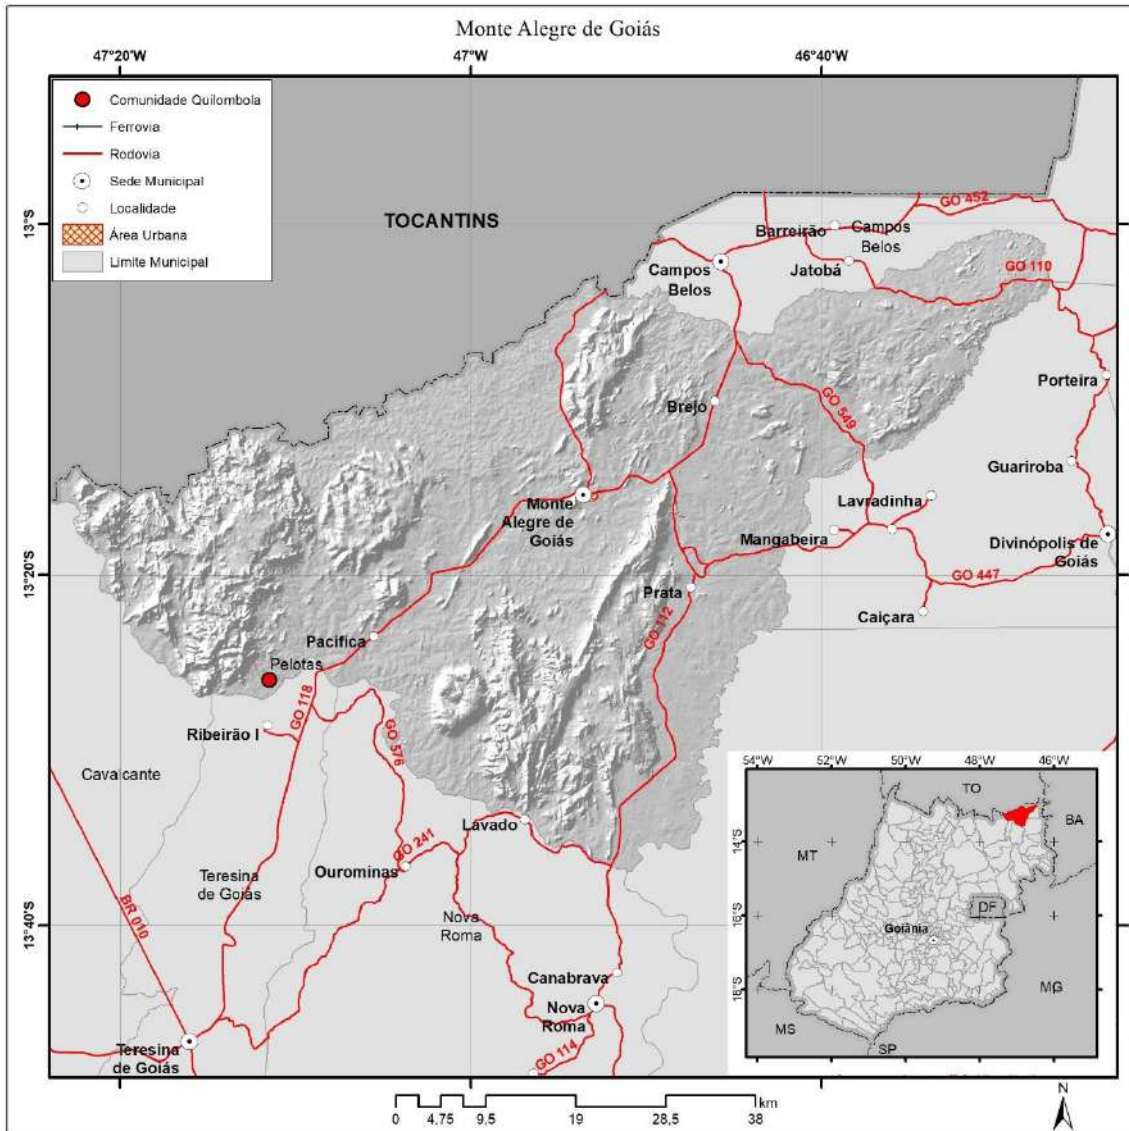 Monte Alegre de Goiás
47°20'W
47°W
46°40'W
Comunidade Quilombola
Ferrovia
Rodovia
Sede Municipal
Localidade
Área Urbana
Limite Municipal
13°S
13°20'S
13°40'S
TOCANTINS
GO 452
Barreirão
Campos
Belos
Campos
Belos
Jatobá
GO 110
Porteira
Brejo
GO 549
Guariroba
Monte
Alegre de
Goiás
Lavradinha
Mangabeira
Divinópolis de
Goiás
GO 447
Prata
Caiçara
GO 112
Pacifica
Pelotas
GO 118
Ribeirão I
GO 576
Cavalcante
Lavado
GO 241
Ourominas
Teresina
de Goiás
BR 010
Nova
Roma
Canabrava
Nova
Roma
Teresina
de Goiás
GO 114
54°W
52°W
50°W
48°W
46°W
TO
BA
14°S
MT
DF
16°S
Goiânia
18°S
MG
MS
SP
0
4,75
9,5
19
28,5
38
km
N